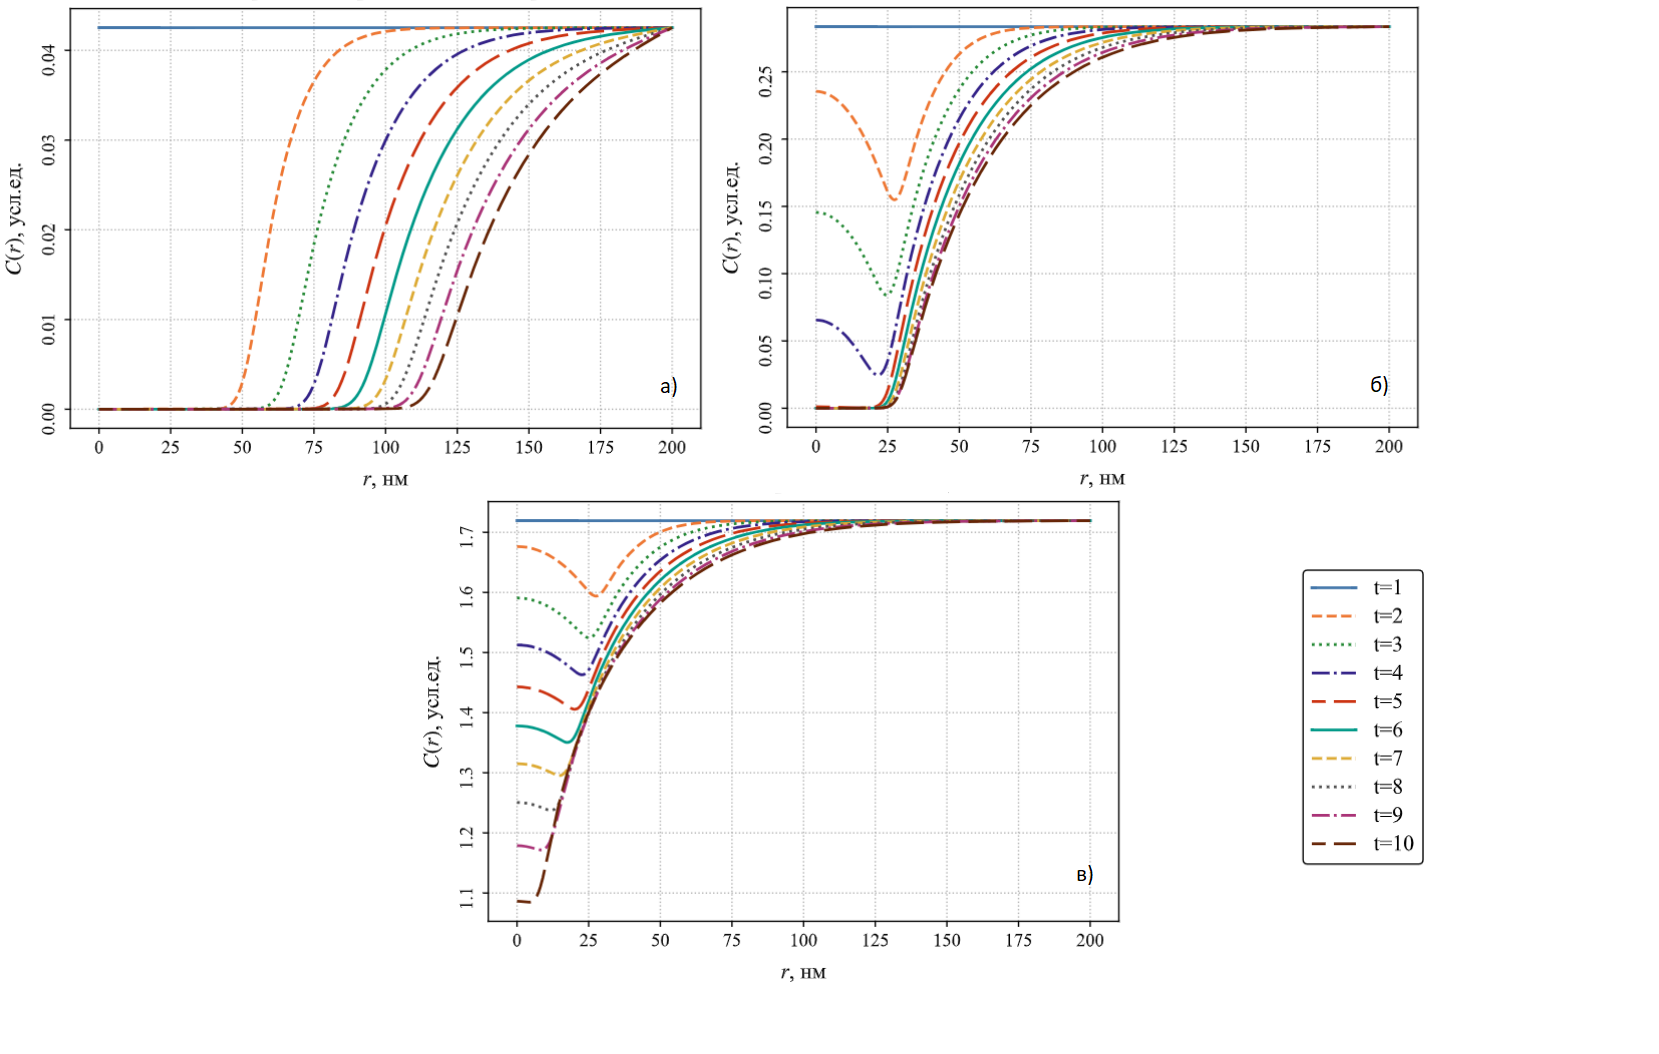 0.04
0.03
0.02
0.01
0.00
C(r), усл.ед.
а)
0 25 50 75 100 125 150 175 200
r, нм
0.25
0.20
0.15
0.10
0.05
0.00
C(r), усл.ед.
б)
0 25 50 75 100 125 150 175 200
r, нм
1.7
1.6
1.5
1.4
1.3
1.2
1.1
C(r), усл.ед.
в)
0 25 50 75 100 125 150 175 200
r, нм
t=1
t=2
t=3
t=4
t=5
t=6
t=7
t=8
t=9
t=10